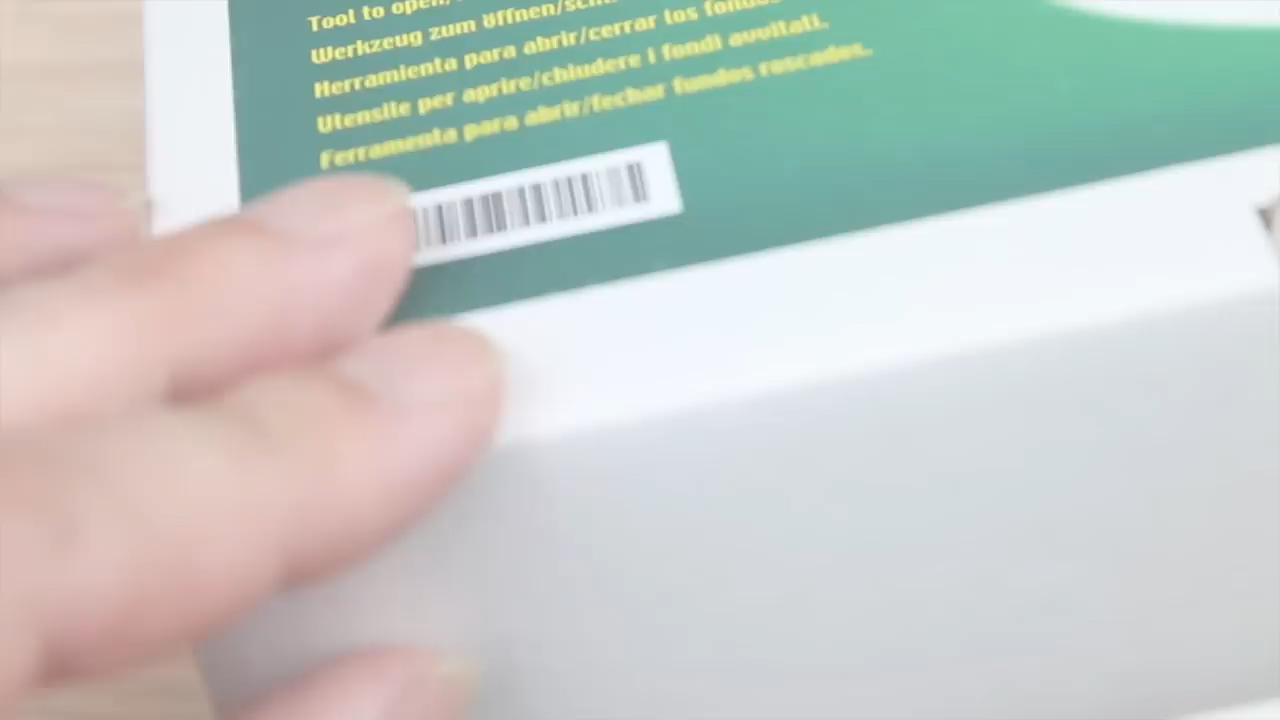 Tool to open/
Werkzeug zum öffnen/
Herramienta para abrir/cerrar los fondos
Utensile per aprire/chiudere i fondi avvitati.
Ferramenta para abrir/fechar fundos roscados.